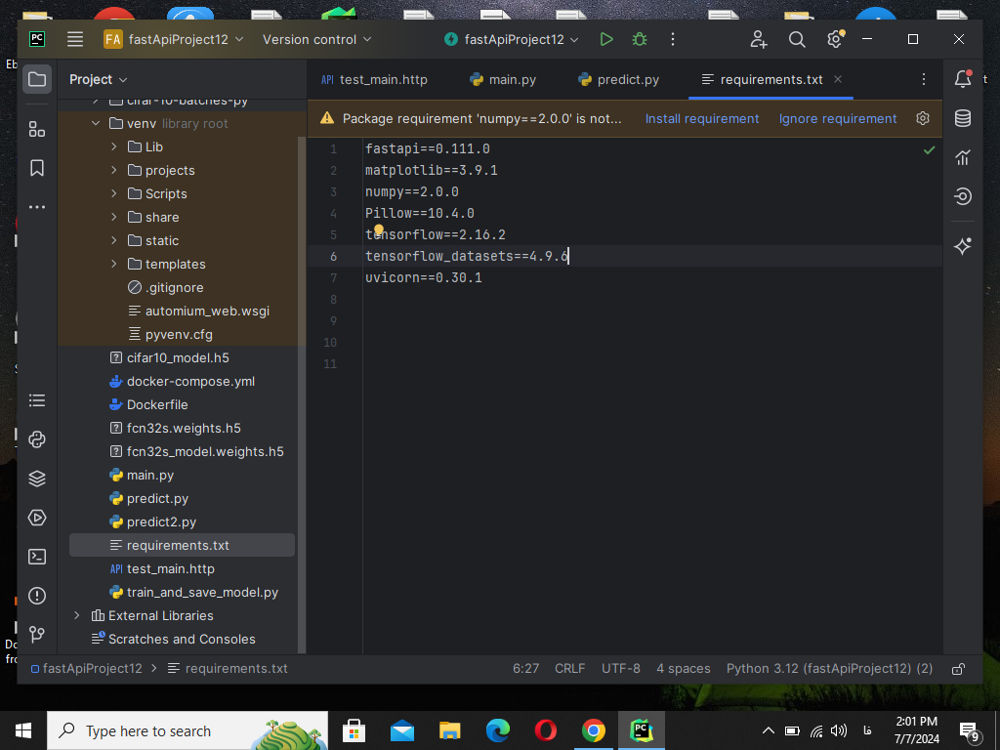 Eb
PC
FA fastApiProject12
Version control
fastApiProject12
Project
API test_main.http
main.py
predict.py
requirements.txt
cifar-10-batches-py
venv library root
Lib
projects
Scripts
share
static
templates
.gitignore
automium_web.wsgi
pyvenv.cfg
cifar10_model.h5
docker-compose.yml
Dockerfile
fcn32s.weights.h5
fcn32s_model.weights.h5
main.py
predict.py
predict2.py
requirements.txt
API test_main.http
train_and_save_model.py
External Libraries
Scratches and Consoles
Package requirement 'numpy==2.0.0' is not...
Install requirement
Ignore requirement
1 fastapi==0.111.0
2 matplotlib==3.9.1
3 numpy==2.0.0
4 Pillow==10.4.0
5 tensorflow==2.16.2
6 tensorflow_datasets==4.9.6
7 uvicorn==0.30.1
8
9
10
11
t
Do
fro
fastApiProject12 > requirements.txt
6:27 CRLF UTF-8 4 spaces Python 3.12 (fastApiProject12) (2)
Type here to search
PC
فا
2:01 PM
7/7/2024
9